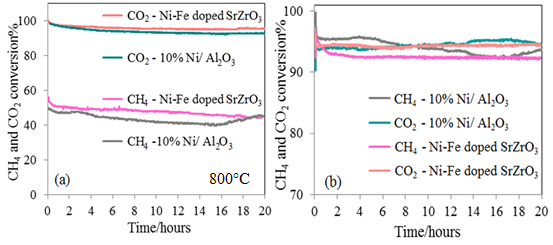 CH4 and CO2 conversion%
100
80
60
40
20
0
CO2 - Ni-Fe doped SrZrO3
CO2 - 10% Ni/ Al2O3
CH4 - Ni-Fe doped SrZrO3
CH4 -10% Ni/ Al2O3
(a)
800°C
0 2 4 6 8 10 12 14 16 18 20
Time/hours
CH4 and CO2 conversion%
100
95
90
85
80
75
70
CH4 - 10% Ni/ Al2O3
CO2 - 10% Ni/ Al2O3
CH4 - Ni-Fe doped SrZrO3
CO2 - Ni-Fe doped SrZrO3
(b)
0 2 4 6 8 10 12 14 16 18 20
Time/hours